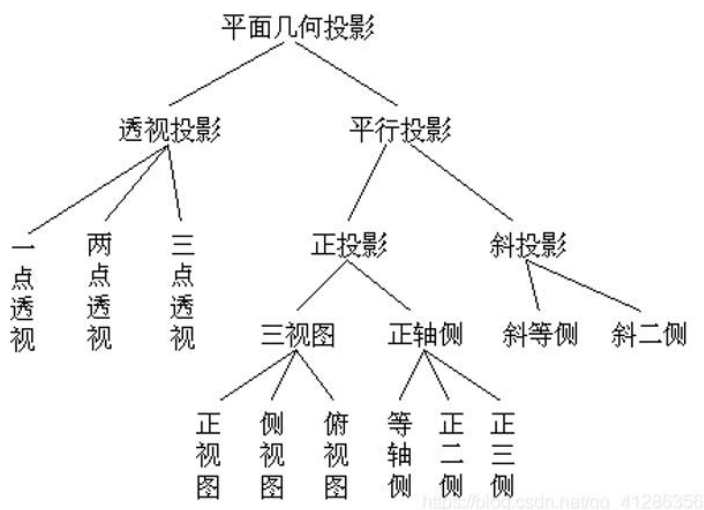 平面几何投影
透视投影
平行投影
一点透视
两点透视
三点透视
正投影
斜投影
三视图
正轴侧
斜等侧
斜二侧
正视图
侧视图
俯视图
等轴侧
正二侧
正三侧
https://blog.csdn.net/qq_41286356